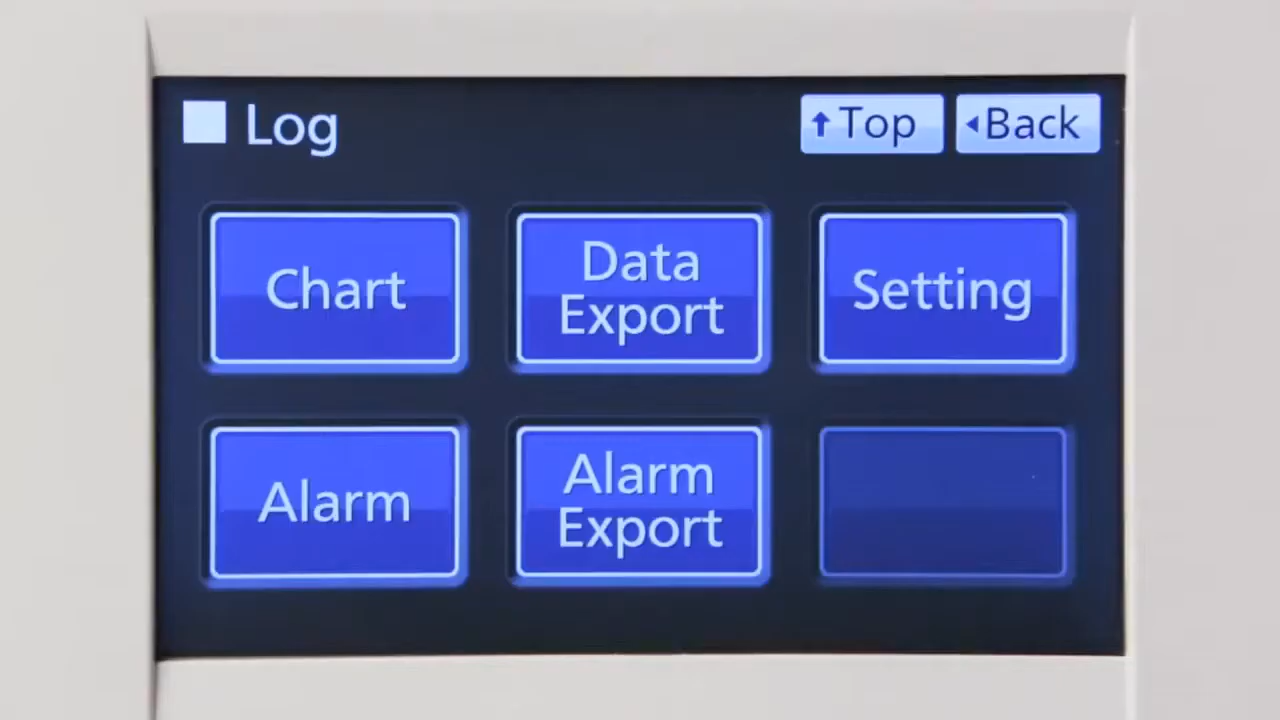 Log
Top
Back
Chart
Data
Export
Setting
Alarm
Alarm
Export